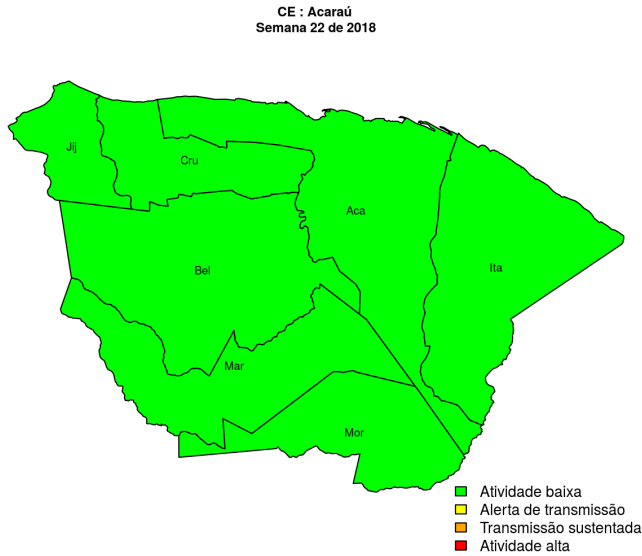 CE : Acaraú
Semana 22 de 2018
Jij
Cru
Aca
Bel
Ita
Mar
Mor
Atividade baixa
Alerta de transmissão
Transmissão sustentada
Atividade alta